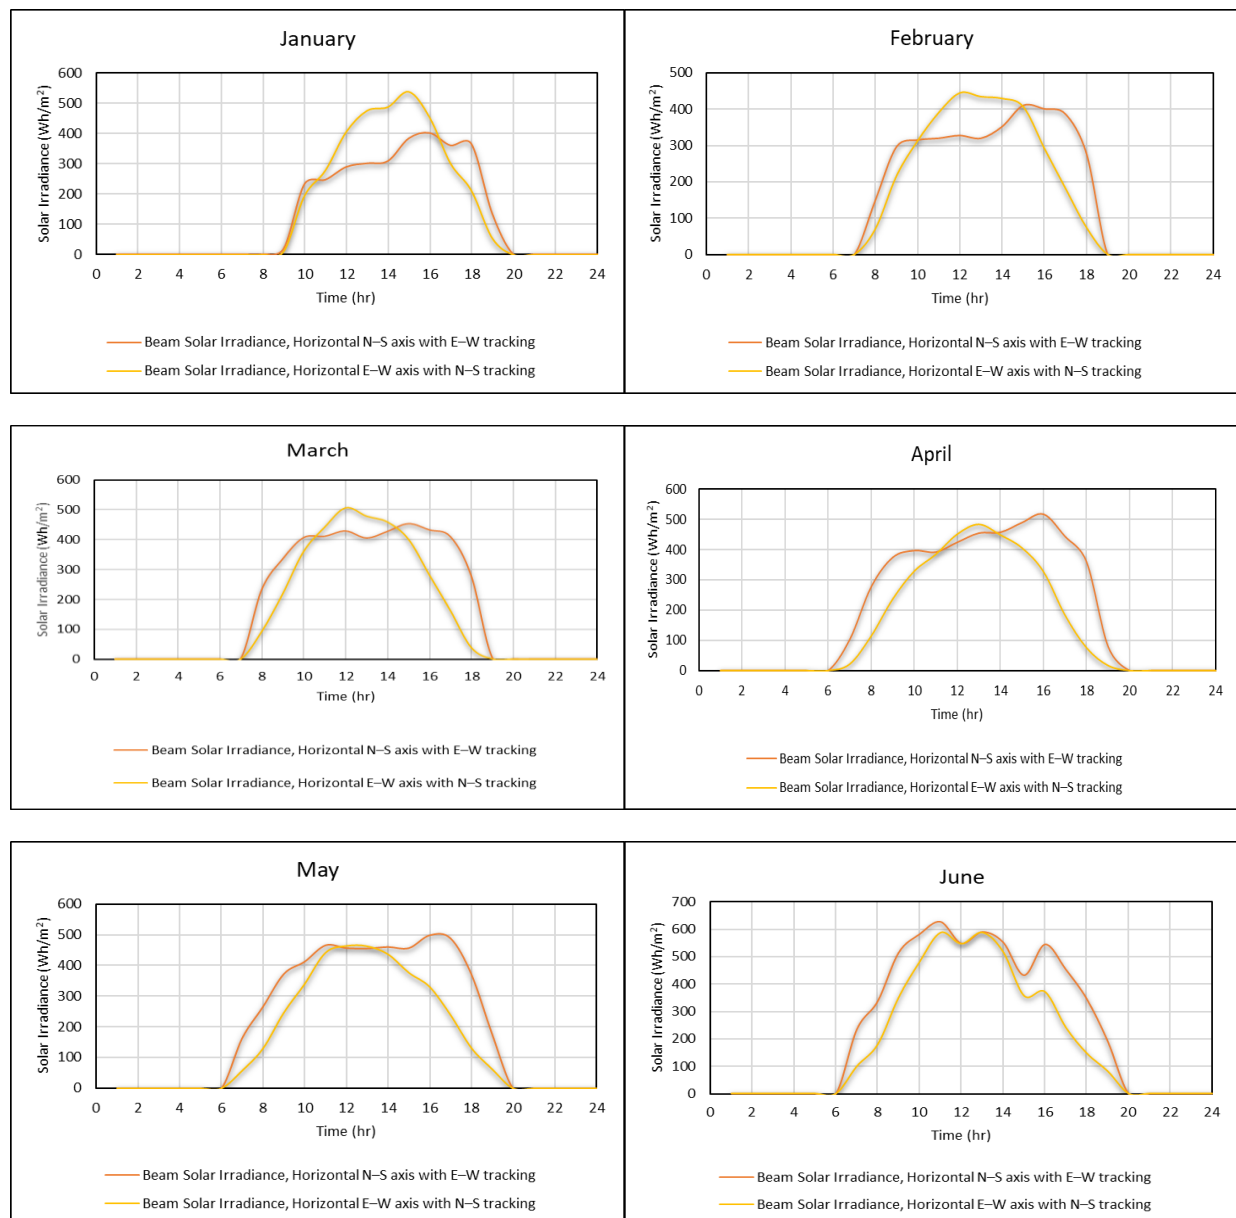 January
Solar Irradiance (Wh/m²)
600
500
400
300
200
100
0
0 2 4 6 8 10 12 14 16 18 20 22 24
Time (hr)
Beam Solar Irradiance, Horizontal N–S axis with E–W tracking
Beam Solar Irradiance, Horizontal E–W axis with N–S tracking
February
Solar Irradiance (Wh/m²)
500
400
300
200
100
0
0 2 4 6 8 10 12 14 16 18 20 22 24
Time (hr)
Beam Solar Irradiance, Horizontal N–S axis with E–W tracking
Beam Solar Irradiance, Horizontal E–W axis with N–S tracking
March
Solar Irradiance (Wh/m²)
600
500
400
300
200
100
0
0 2 4 6 8 10 12 14 16 18 20 22 24
Time (hr)
Beam Solar Irradiance, Horizontal N–S axis with E–W tracking
Beam Solar Irradiance, Horizontal E–W axis with N–S tracking
April
Solar Irradiance (Wh/m²)
600
500
400
300
200
100
0
0 2 4 6 8 10 12 14 16 18 20 22 24
Time (hr)
Beam Solar Irradiance, Horizontal N–S axis with E–W tracking
Beam Solar Irradiance, Horizontal E–W axis with N–S tracking
May
Solar Irradiance (Wh/m²)
600
500
400
300
200
100
0
0 2 4 6 8 10 12 14 16 18 20 22 24
Time (hr)
Beam Solar Irradiance, Horizontal N–S axis with E–W tracking
Beam Solar Irradiance, Horizontal E–W axis with N–S tracking
June
Solar Irradiance (Wh/m²)
700
600
500
400
300
200
100
0
0 2 4 6 8 10 12 14 16 18 20 22 24
Time (hr)
Beam Solar Irradiance, Horizontal N–S axis with E–W tracking
Beam Solar Irradiance, Horizontal E–W axis with N–S tracking